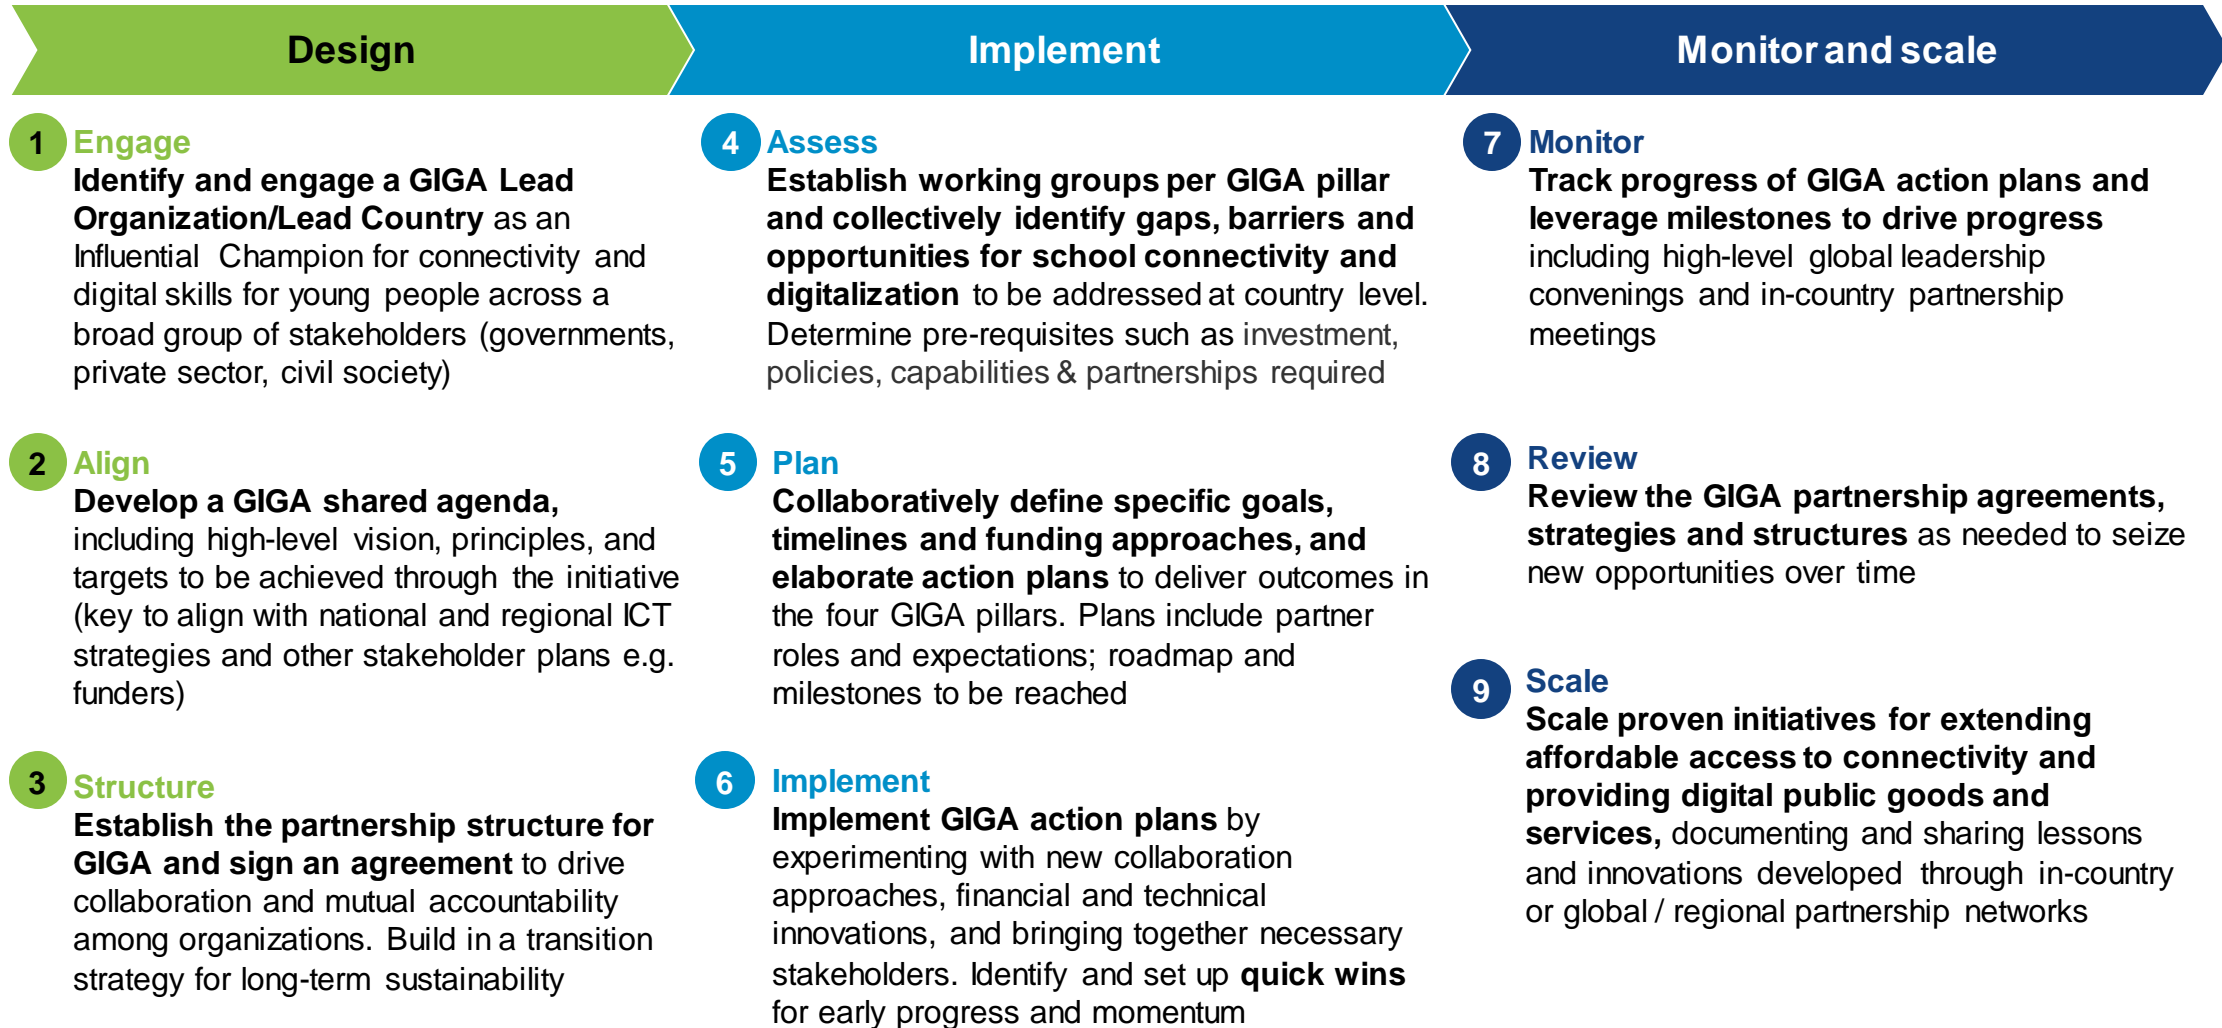 Design
Implement
Monitor and scale
1 Engage
Identify and engage a GIGA Lead
Organization/Lead Country as an
Influential Champion for connectivity and
digital skills for young people across a
broad group of stakeholders (governments,
private sector, civil society)
2 Align
Develop a GIGA shared agenda,
including high-level vision, principles, and
targets to be achieved through the initiative
(key to align with national and regional ICT
strategies and other stakeholder plans e.g.
funders)
3 Structure
Establish the partnership structure for
GIGA and sign an agreement to drive
collaboration and mutual accountability
among organizations. Build in a transition
strategy for long-term sustainability
4 Assess
Establish working groups per GIGA pillar
and collectively identify gaps, barriers and
opportunities for school connectivity and
digitalization to be addressed at country level.
Determine pre-requisites such as investment,
policies, capabilities & partnerships required
5 Plan
Collaboratively define specific goals,
timelines and funding approaches, and
elaborate action plans to deliver outcomes in
the four GIGA pillars. Plans include partner
roles and expectations; roadmap and
milestones to be reached
6 Implement
Implement GIGA action plans by
experimenting with new collaboration
approaches, financial and technical
innovations, and bringing together necessary
stakeholders. Identify and set up quick wins
for early progress and momentum
7 Monitor
Track progress of GIGA action plans and
leverage milestones to drive progress
including high-level global leadership
convenings and in-country partnership
meetings
8 Review
Review the GIGA partnership agreements,
strategies and structures as needed to seize
new opportunities over time
9 Scale
Scale proven initiatives for extending
affordable access to connectivity and
providing digital public goods and
services, documenting and sharing lessons
and innovations developed through in-country
or global / regional partnership networks